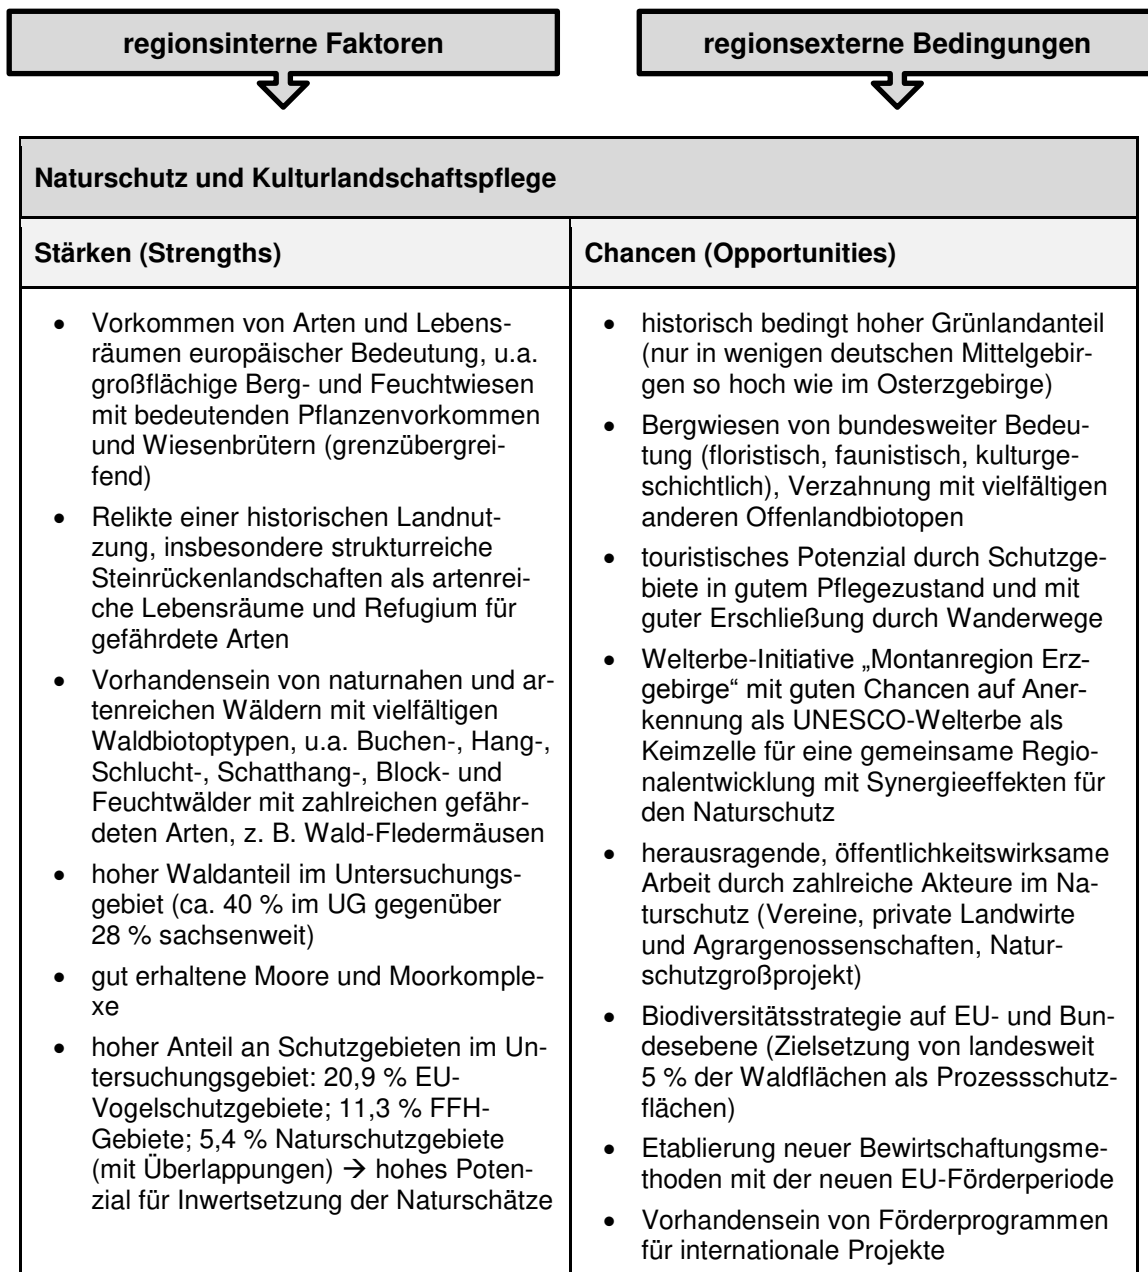 regionsinterne Faktoren
regionsexterne Bedingungen
Naturschutz und Kulturlandschaftspflege
Stärken (Strengths)
Chancen (Opportunities)
• Vorkommen von Arten und Lebens-
räumen europäischer Bedeutung, u.a.
großflächige Berg- und Feuchtwiesen
mit bedeutenden Pflanzenvorkommen
und Wiesenbrütern (grenzübergrei-
fend)
• Relikte einer historischen Landnut-
zung, insbesondere strukturreiche
Steinrückenlandschaften als artenrei-
che Lebensräume und Refugium für
gefährdete Arten
• Vorhandensein von naturnahen und ar-
tenreichen Wäldern mit vielfältigen
Waldbiotoptypen, u.a. Buchen-, Hang-,
Schlucht-, Schatthang-, Block- und
Feuchtwälder mit zahlreichen gefähr-
deten Arten, z. B. Wald-Fledermäusen
• hoher Waldanteil im Untersuchungs-
gebiet (ca. 40 % im UG gegenüber
28 % sachsenweit)
• gut erhaltene Moore und Moorkomple-
xe
• hoher Anteil an Schutzgebieten im Un-
tersuchungsgebiet: 20,9 % EU-
Vogelschutzgebiete; 11,3 % FFH-
Gebiete; 5,4 % Naturschutzgebiete
(mit Überlappungen) → hohes Poten-
zial für Inwertsetzung der Naturschätze
• historisch bedingt hoher Grünlandanteil
(nur in wenigen deutschen Mittelgebir-
gen so hoch wie im Osterzgebirge)
• Bergwiesen von bundesweiter Bedeu-
tung (floristisch, faunistisch, kulturge-
schichtlich), Verzahnung mit vielfältigen
anderen Offenlandbiotopen
• touristisches Potenzial durch Schutzge-
biete in gutem Pflegezustand und mit
guter Erschließung durch Wanderwege
• Welterbe-Initiative „Montanregion Erz-
gebirge“ mit guten Chancen auf Aner-
kennung als UNESCO-Welterbe als
Keimzelle für eine gemeinsame Regio-
nalentwicklung mit Synergieeffekten für
den Naturschutz
• herausragende, öffentlichkeitswirksame
Arbeit durch zahlreiche Akteure im Na-
turschutz (Vereine, private Landwirte
und Agrargenossenschaften, Natur-
schutzgroßprojekt)
• Biodiversitätsstrategie auf EU- und Bun-
desebene (Zielsetzung von landesweit
5 % der Waldflächen als Prozessschutz-
flächen)
• Etablierung neuer Bewirtschaftungsme-
thoden mit der neuen EU-Förderperiode
• Vorhandensein von Förderprogrammen
für internationale Projekte